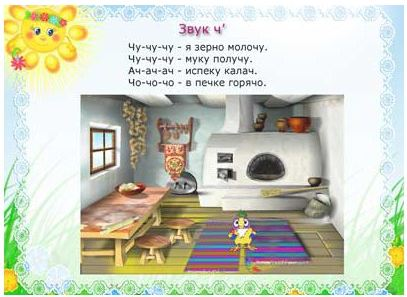 Звук ч’
Чу-чу-чу - я зерно молочу.
Чу-чу-чу - муку получу.
Ач-ач-ач - испеку калач.
Чо-чо-чо - в печке горячо.